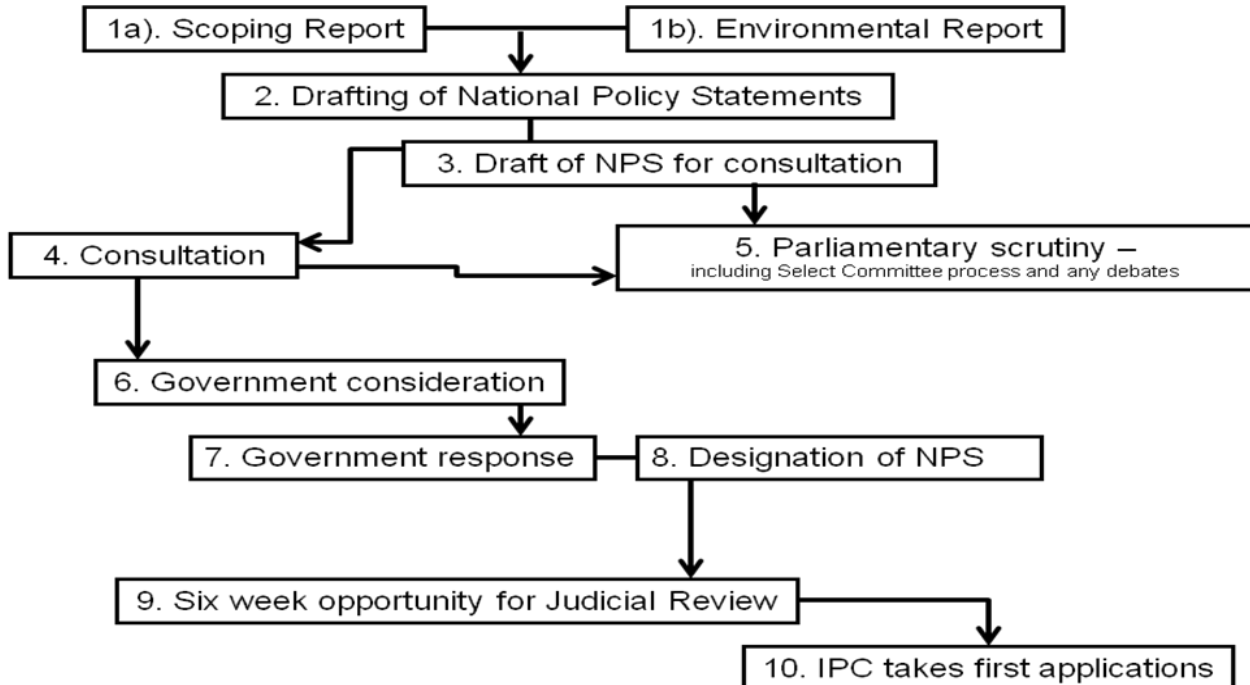 1a). Scoping Report
1b). Environmental Report
2. Drafting of National Policy Statements
3. Draft of NPS for consultation
4. Consultation
5. Parliamentary scrutiny –
including Select Committee process and any debates
6. Government consideration
7. Government response
8. Designation of NPS
9. Six week opportunity for Judicial Review
10. IPC takes first applications